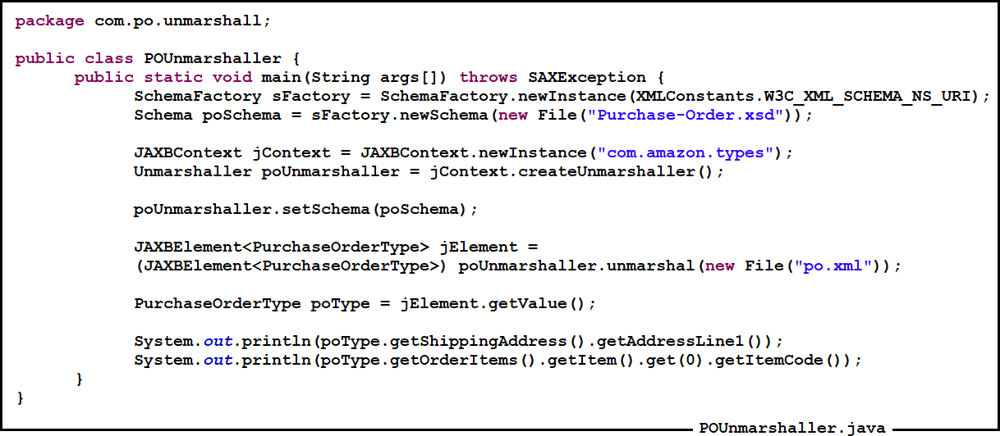 package com.po.unmarshall;
public class POUnmarshaller {
public static void main(String args[]) throws SAXException {
SchemaFactory sFactory = SchemaFactory.newInstance(XMLConstants.W3C_XML_SCHEMA_NS_URI);
Schema poSchema = sFactory.newSchema(new File("Purchase-Order.xsd"));
JAXBContext jContext = JAXBContext.newInstance("com.amazon.types");
Unmarshaller poUnmarshaller = jContext.createUnmarshaller();
poUnmarshaller.setSchema(poSchema);
JAXBElement<PurchaseOrderType> jElement =
(JAXBElement<PurchaseOrderType>) poUnmarshaller.unmarshal(new File("po.xml"));
PurchaseOrderType poType = jElement.getValue();
System.out.println(poType.getShippingAddress().getAddressLine1());
System.out.println(poType.getOrderItems().getItem().get(0).getItemCode());
}
}
POUnmarshaller.java